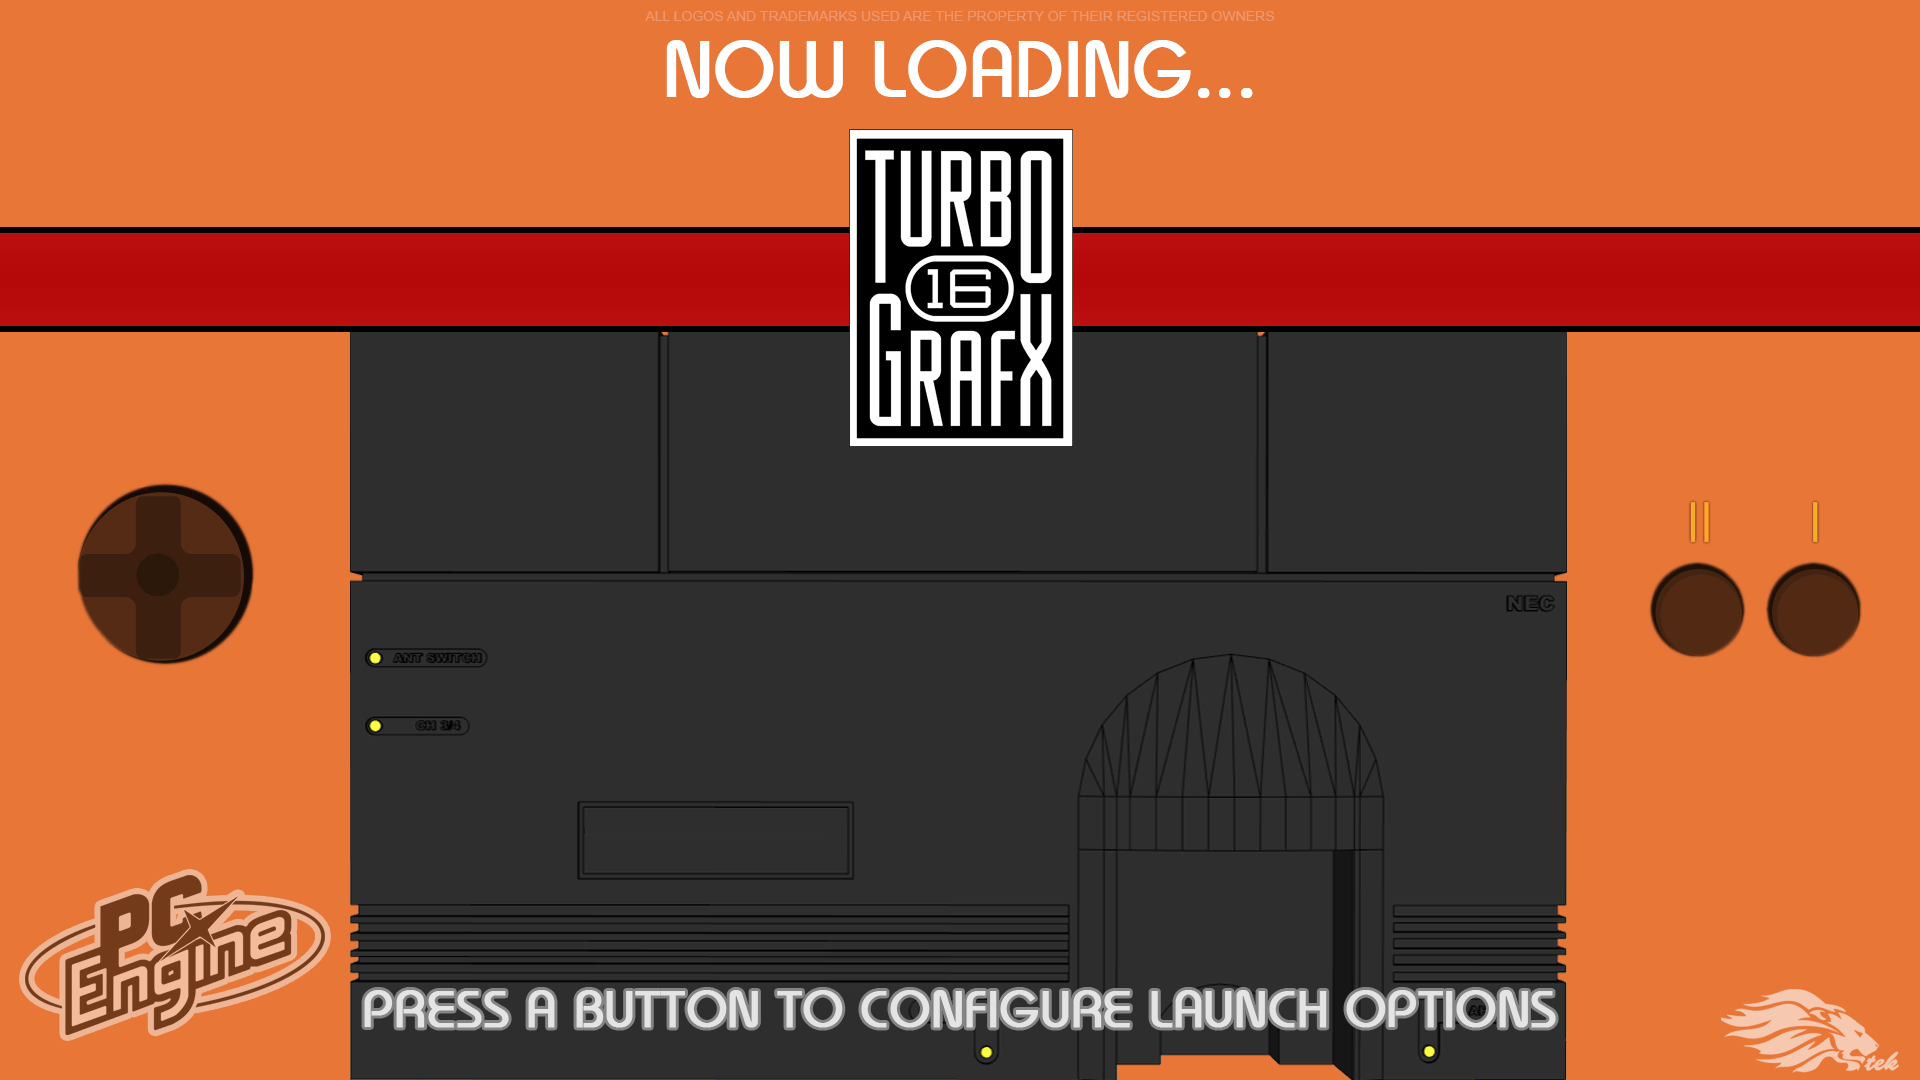 ALL LOGOS AND TRADEMARKS USED ARE THE PROPERTY OF THEIR REGISTERED OWNERS
NOW LOADING...
TURBO
16
GRAFX
II I
NEC
ANT SWITCH
CH 3/4
PC
Engine
PRESS A BUTTON TO CONFIGURE LAUNCH OPTIONS
tek